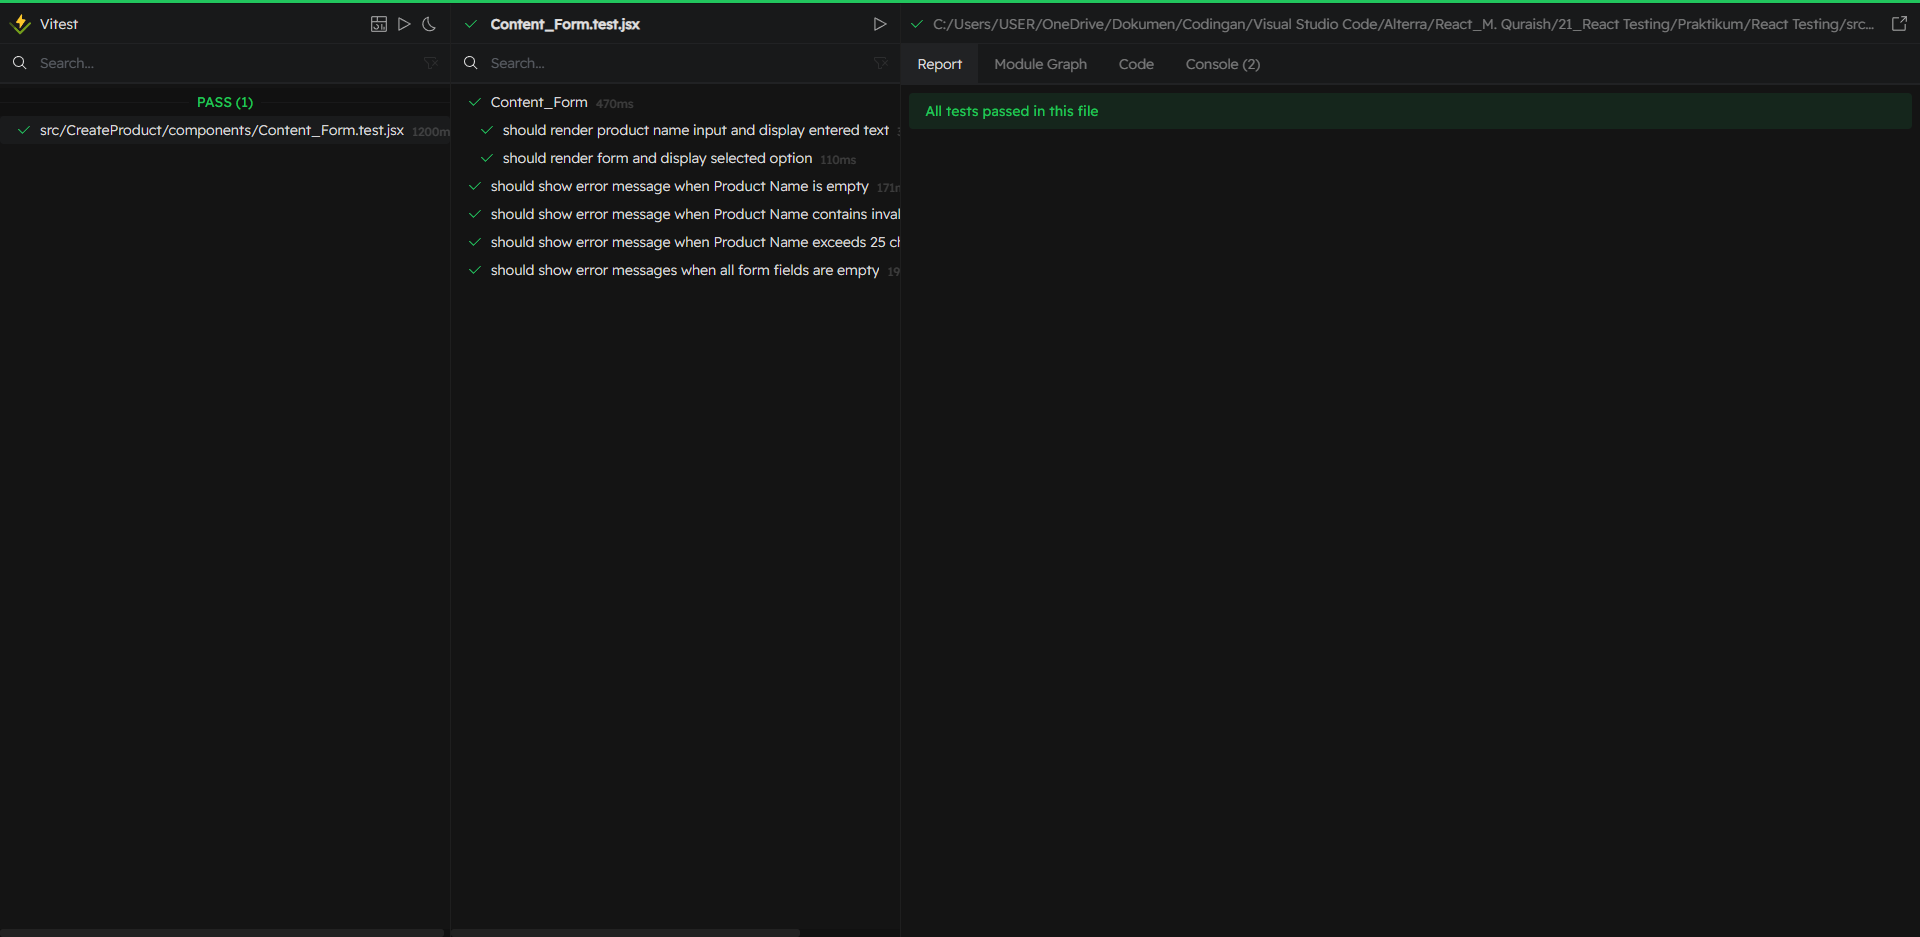 Vitest
Search...
PASS (1)
src/CreateProduct/components/Content_Form.test.jsx
Content_Form.test.jsx
Search...
Content_Form 470ms
should render product name input and display entered text
should render form and display selected option 110ms
should show error message when Product Name is empty
should show error message when Product Name contains
should show error message when Product Name exceeds 25
should show error messages when all form fields are empty
C:/Users/USER/OneDrive/Dokumen/Codingan/Visual Studio Code/Alterra/React_M. Quraish/21_React Testing/Praktikum/React Testing/src...
Report Module Graph Code Console (2)
All tests passed in this file